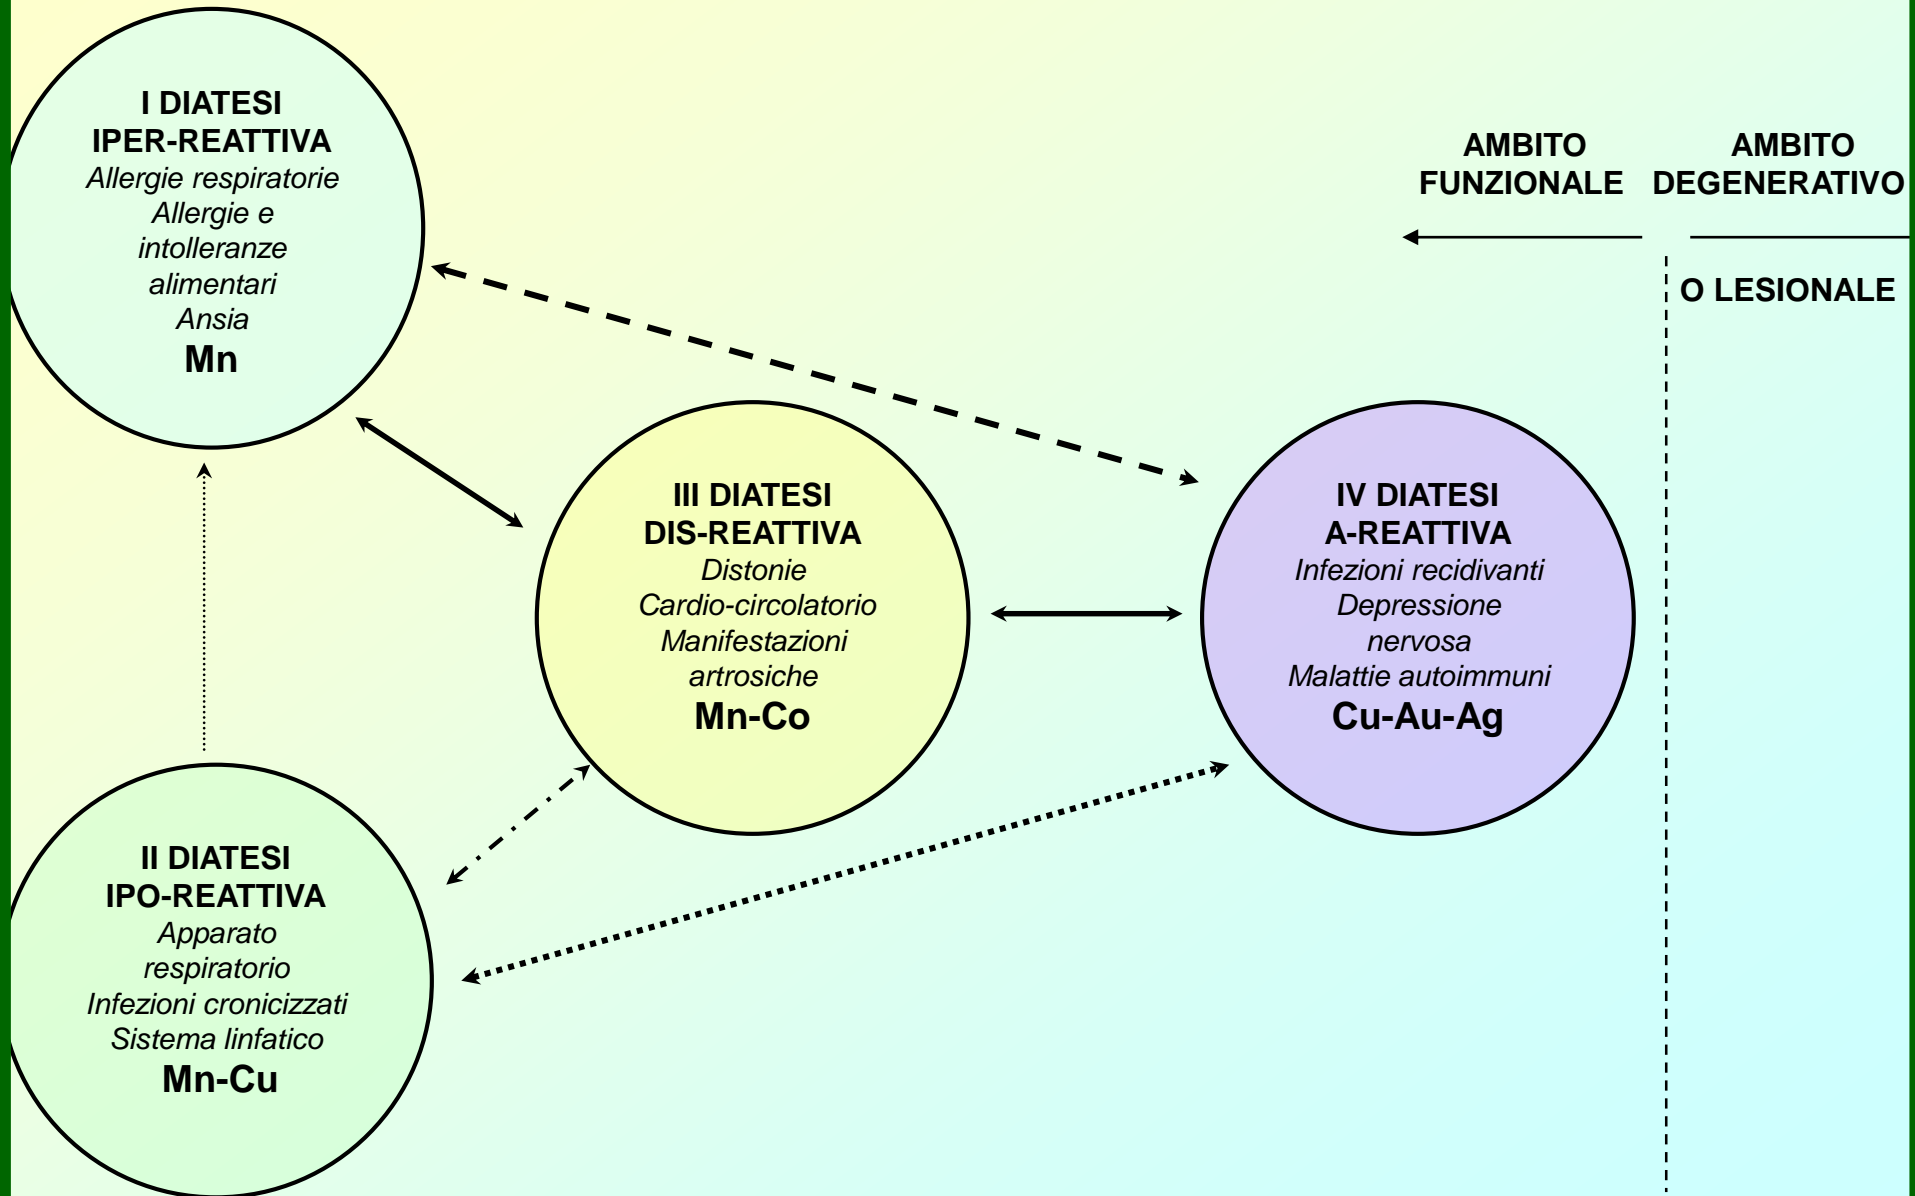 I DIATESI
IPER-REATTIVA
Allergie respiratorie
Allergie e
intolleranze
alimentari
Ansia
Mn
AMBITO
FUNZIONALE
AMBITO
DEGENERATIVO
O LESIONALE
III DIATESI
DIS-REATTIVA
Distonie
Cardio-circolatorio
Manifestazioni
artrosiche
Mn-Co
IV DIATESI
A-REATTIVA
Infezioni recidivanti
Depressione
nervosa
Malattie autoimmuni
Cu-Au-Ag
II DIATESI
IPO-REATTIVA
Apparato
respiratorio
Infezioni cronicizzati
Sistema linfatico
Mn-Cu